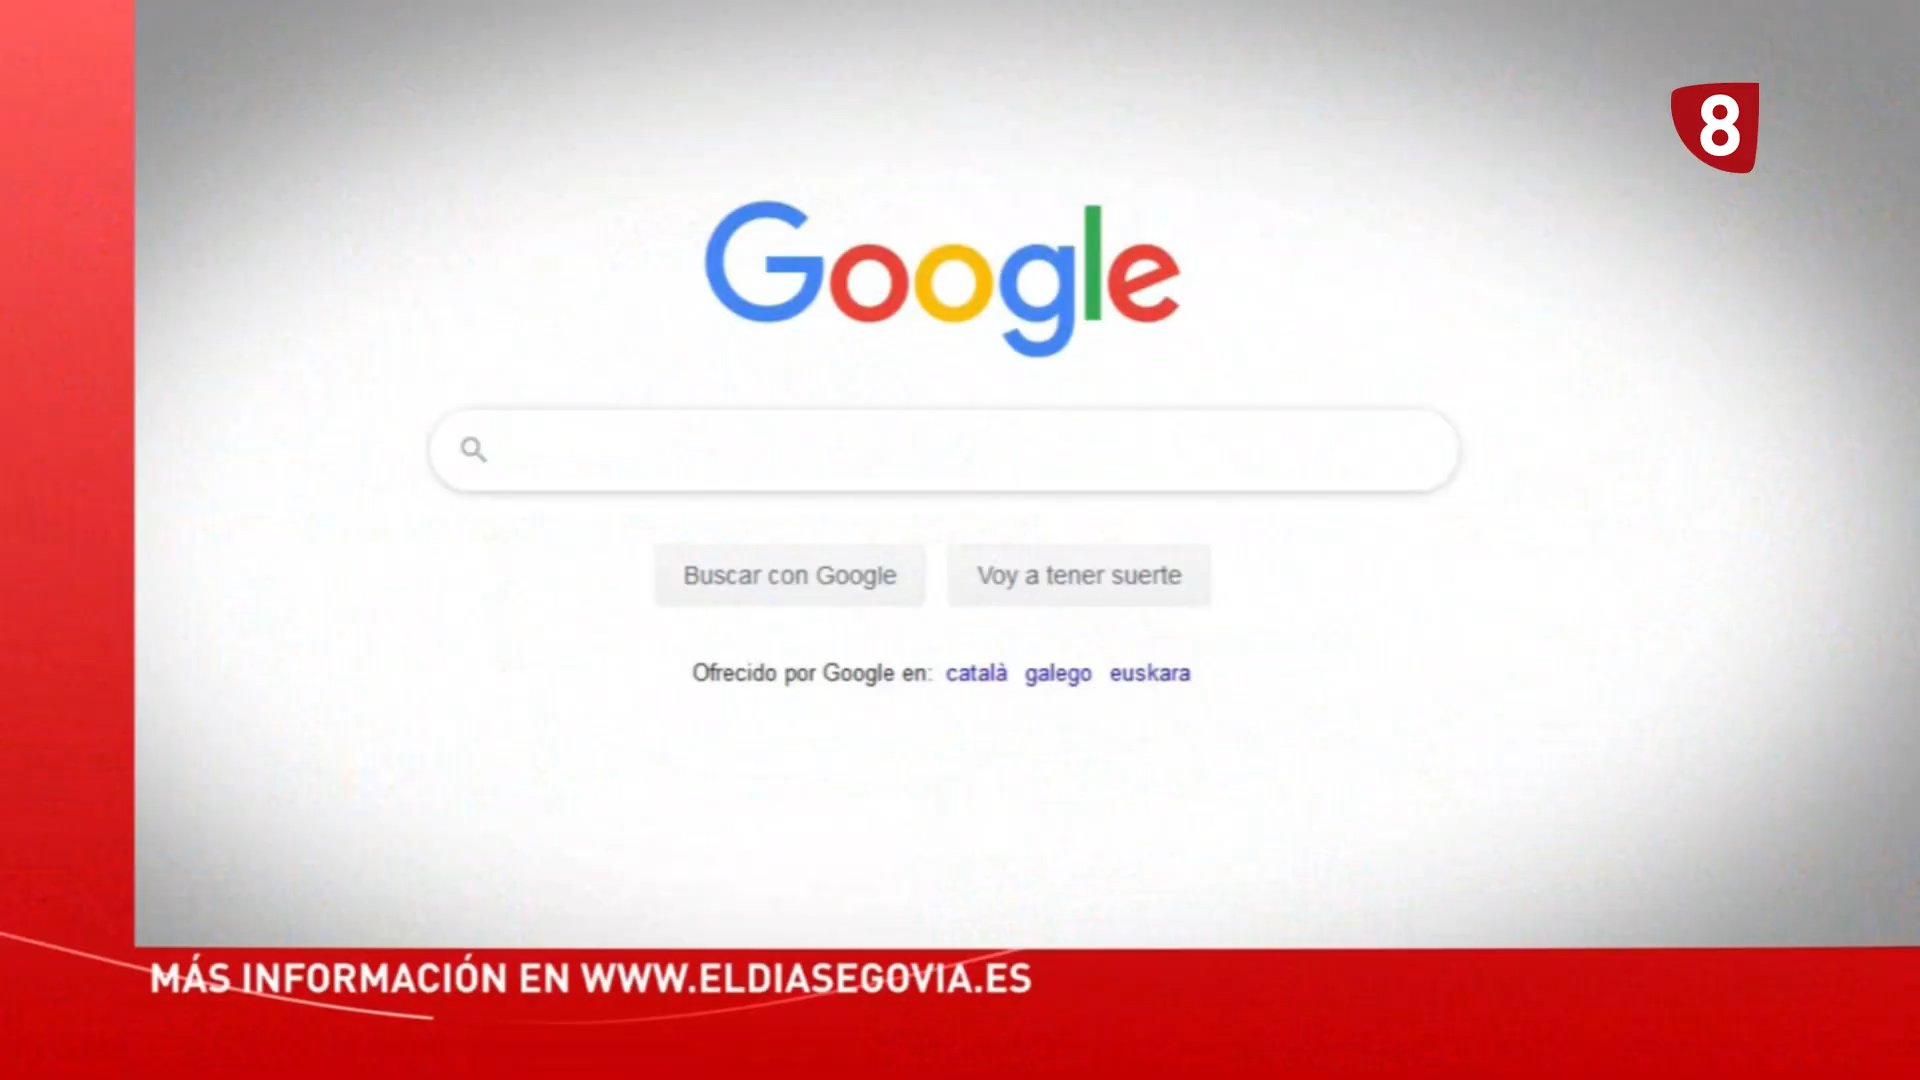 8
Google
Buscar con Google
Voy a tener suerte
Ofrecido por Google en: català galego euskara
MÁS INFORMACIÓN EN WWW.ELDIASEGOVIA.ES